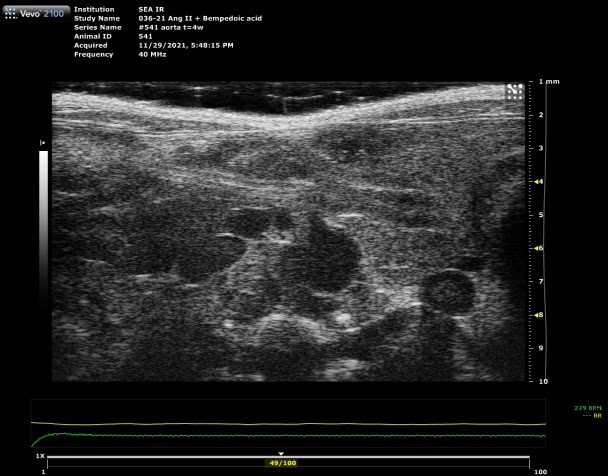 Vevo 2100
Institution SEA IR
Study Name 036-21 Ang II + Bempedoic acid
Series Name #541 aorta t=4w
Animal ID 541
Acquired 11/29/2021, 5:48:15 PM
Frequency 40 MHz
1 mm
2
3
4
5
6
7
8
9
10
239 BPM
--- RR
1X
49/100
1 100